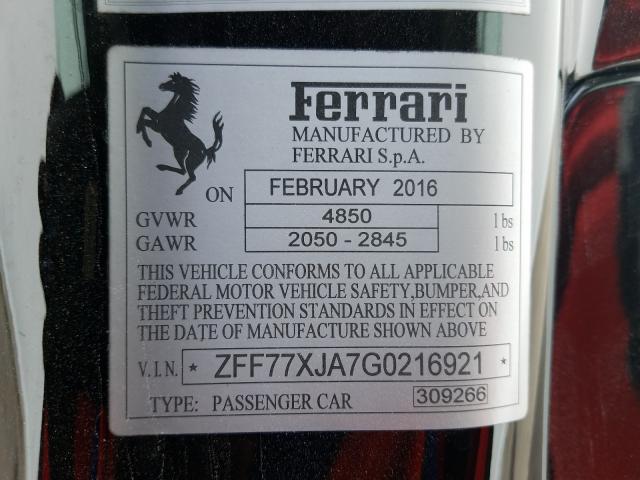 Ferrari
MANUFACTURED BY
FERRARI S.p.A.
ON FEBRUARY 2016
GVWR 4850 lbs
GAWR 2050 - 2845 lbs
THIS VEHICLE CONFORMS TO ALL APPLICABLE
FEDERAL MOTOR VEHICLE SAFETY,BUMPER,AND
THEFT PREVENTION STANDARDS IN EFFECT ON
THE DATE OF MANUFACTURE SHOWN ABOVE
V.I.N. * ZFF77XJA7G0216921 *
TYPE: PASSENGER CAR 309266